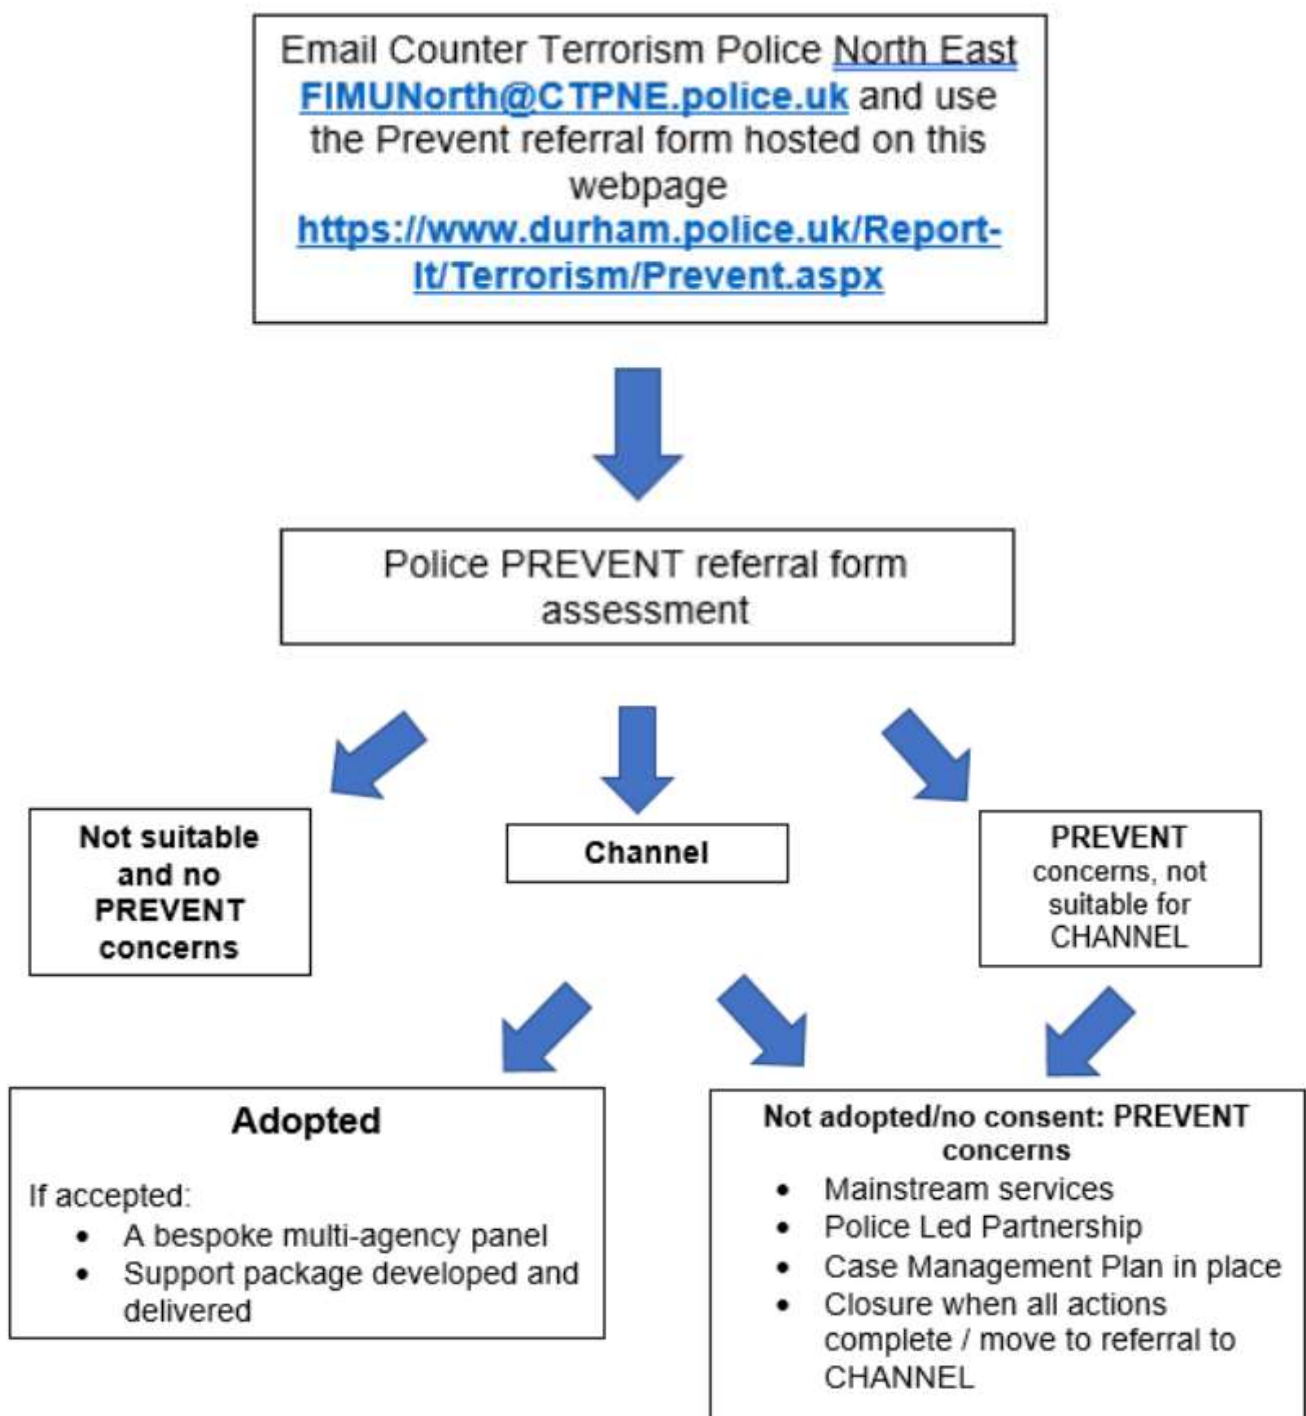 Email Counter Terrorism Police North East
FIMUNorth@CTPNE.police.uk and use
the Prevent referral form hosted on this
webpage
https://www.durham.police.uk/Report-
It/Terrorism/Prevent.aspx
Police PREVENT referral form
assessment
Not suitable
and no
PREVENT
concerns
Channel
PREVENT
concerns, not
suitable for
CHANNEL
Adopted
If accepted:
• A bespoke multi-agency panel
• Support package developed and
delivered
Not adopted/no consent: PREVENT
concerns
• Mainstream services
• Police Led Partnership
• Case Management Plan in place
• Closure when all actions
complete / move to referral to
CHANNEL